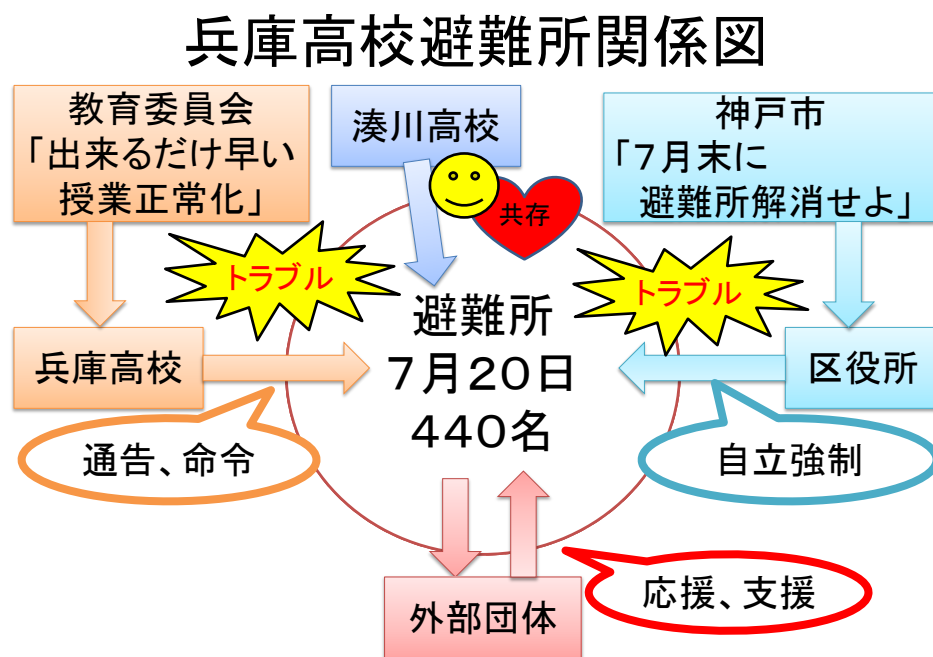 兵庫高校避難所関係図
教育委員会
「出来るだけ早い
授業正常化」
湊川高校
神戸市
「７月末に
避難所解消せよ」
共存
トラブル
トラブル
避難所
７月２０日
４４０名
兵庫高校
区役所
通告、命令
自立強制
外部団体
応援、支援